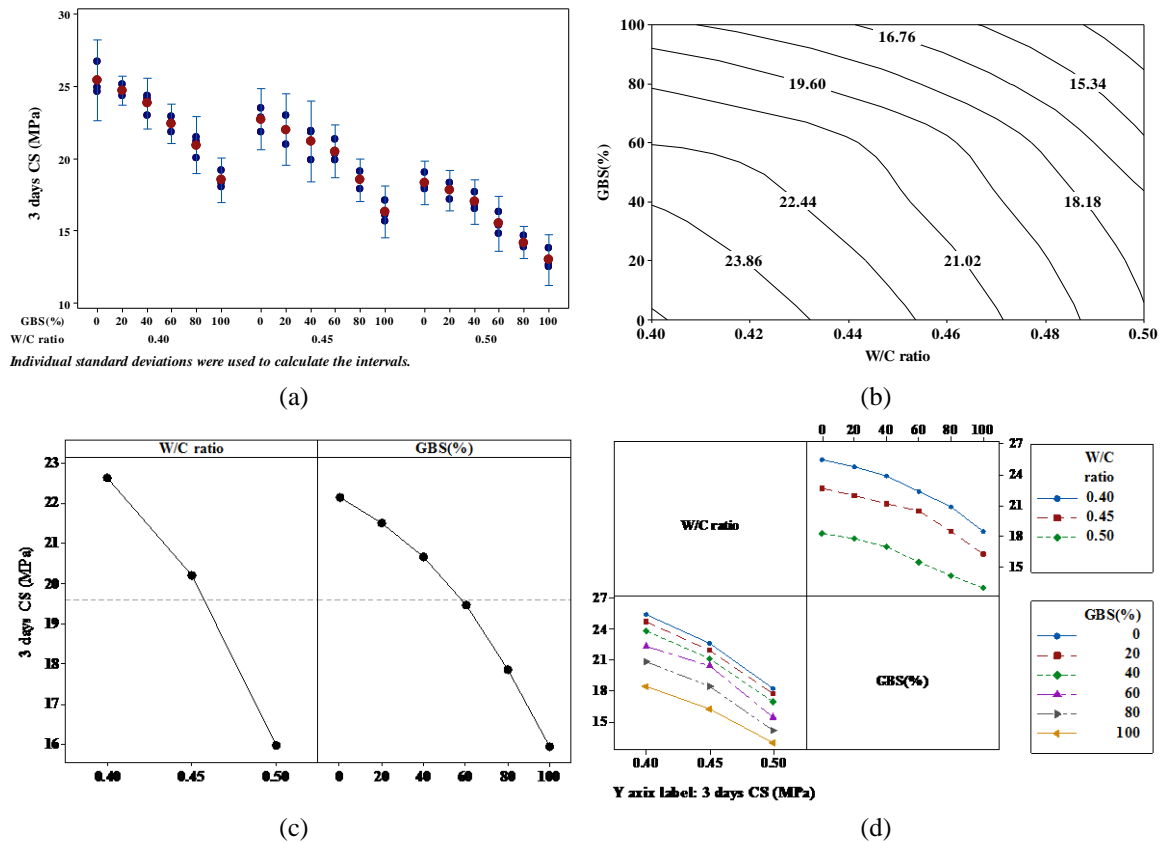 30
25
20
15
10
3 days CS (MPa)
GBS(%) 0 20 40 60 80 100 0 20 40 60 80 100 0 20 40 60 80 100
W/C ratio 0.40 0.45 0.50
Individual standard deviations were used to calculate the intervals.
(a)
100
80
60
40
20
0
GBS(%)
16.76
15.34
19.60
22.44
18.18
23.86
21.02
0.40 0.42 0.44 0.46 0.48 0.50
W/C ratio
(b)
W/C ratio GBS(%)
23
22
21
20
19
18
17
16
3 days CS (MPa)
0.40 0.45 0.50 0 20 40 60 80 100
(c)
0 20 40 60 80 100
27
24
21
18
15
W/C ratio
W/C
ratio
0.40
0.45
0.50
27
24
21
18
15
GBS(%)
GBS(%)
0
20
40
60
80
100
0.40 0.45 0.50
Y axis label: 3 days CS (MPa)
(d)